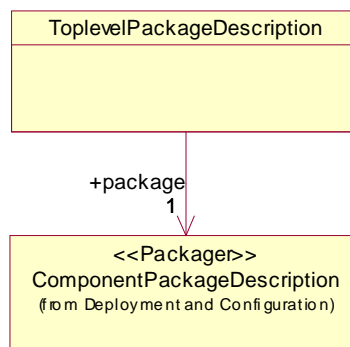 ToplevelPackageDescription
+package
1
<<Packager>>
ComponentPackageDescription
(from Deployment and Configuration)